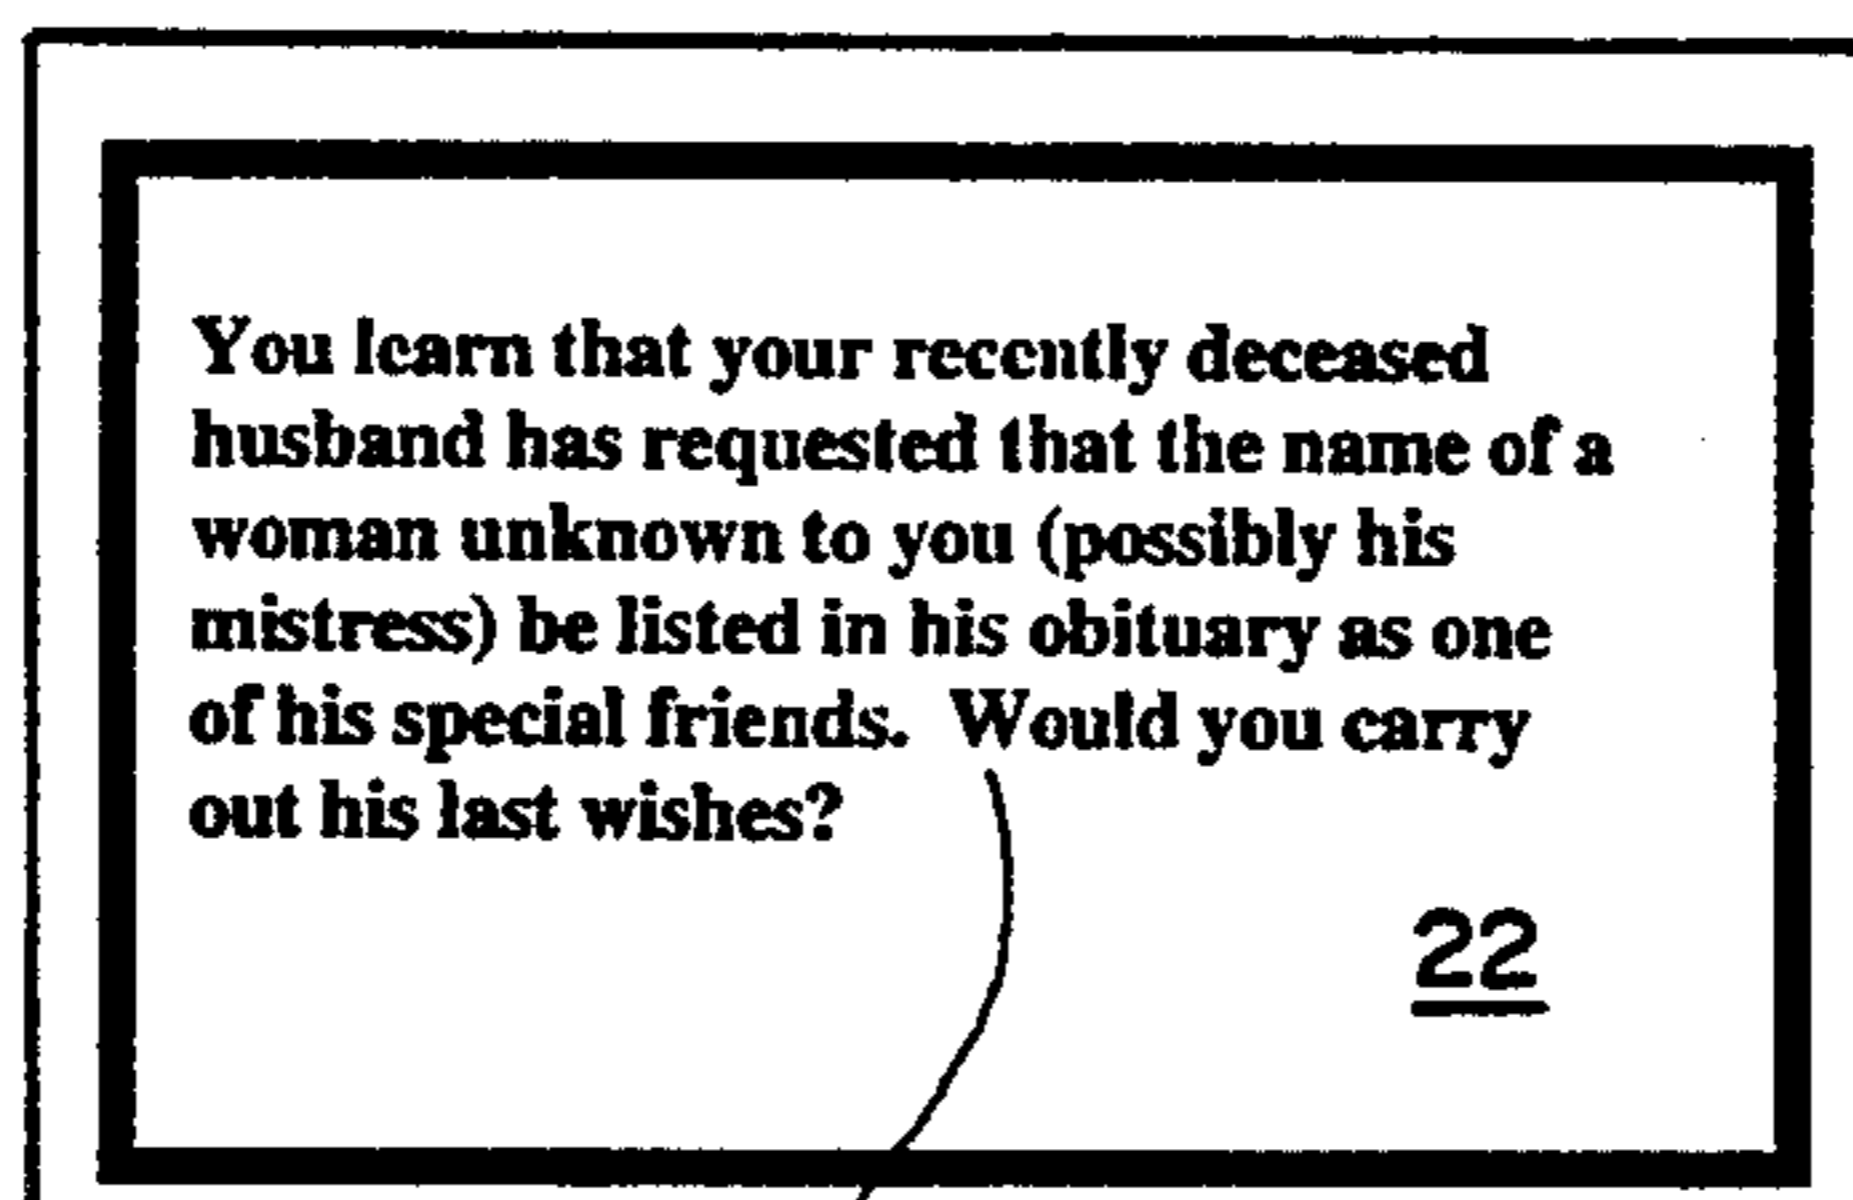 You learn that your recently deceased
husband has requested that the name of a
woman unknown to you (possibly his
mistress) be listed in his obituary as one
of his special friends. Would you carry
out his last wishes?
22